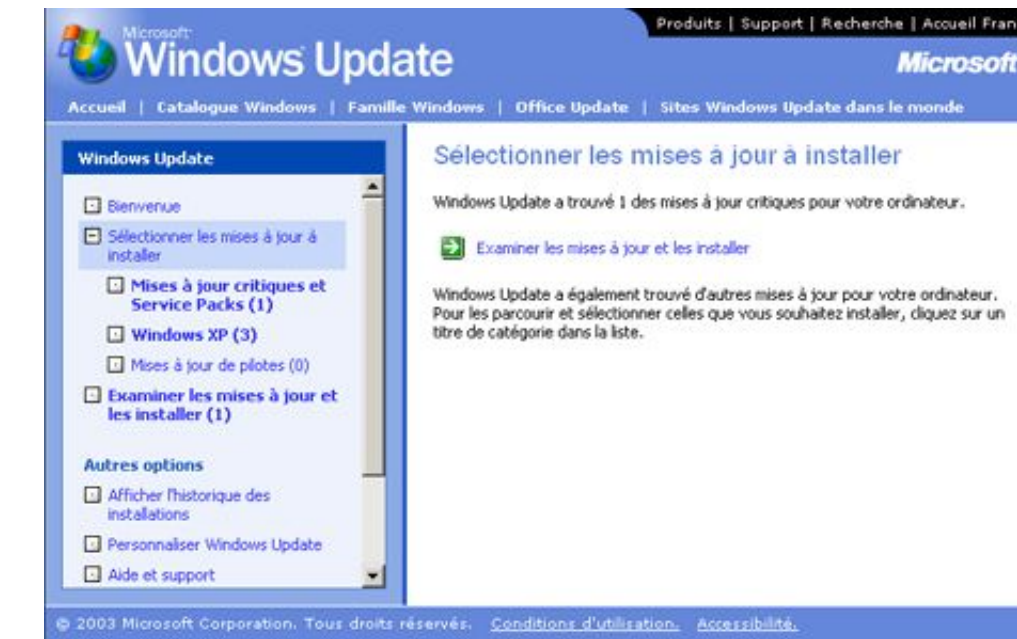 Produits | Support | Recherche | Accueil Fran
Microsoft
Windows Update
Microsoft
Accueil | Catalogue Windows | Famille Windows | Office Update | Sites Windows Update dans le monde
Windows Update
Bienvenue
Sélectionner les mises à jour à
installer
Mises à jour critiques et
Service Packs (1)
Windows XP (3)
Mises à jour de pilotes (0)
Examiner les mises à jour et
les installer (1)
Autres options
Afficher l'historique des
installations
Personnaliser Windows Update
Aide et support
Sélectionner les mises à jour à installer
Windows Update a trouvé 1 des mises à jour critiques pour votre ordinateur.
Examiner les mises à jour et les installer
Windows Update a également trouvé d'autres mises à jour pour votre ordinateur.
Pour les parcourir et sélectionner celles que vous souhaitez installer, cliquez sur un
titre de catégorie dans la liste.
© 2003 Microsoft Corporation. Tous droits réservés. Conditions d'utilisation. Accessibilité.